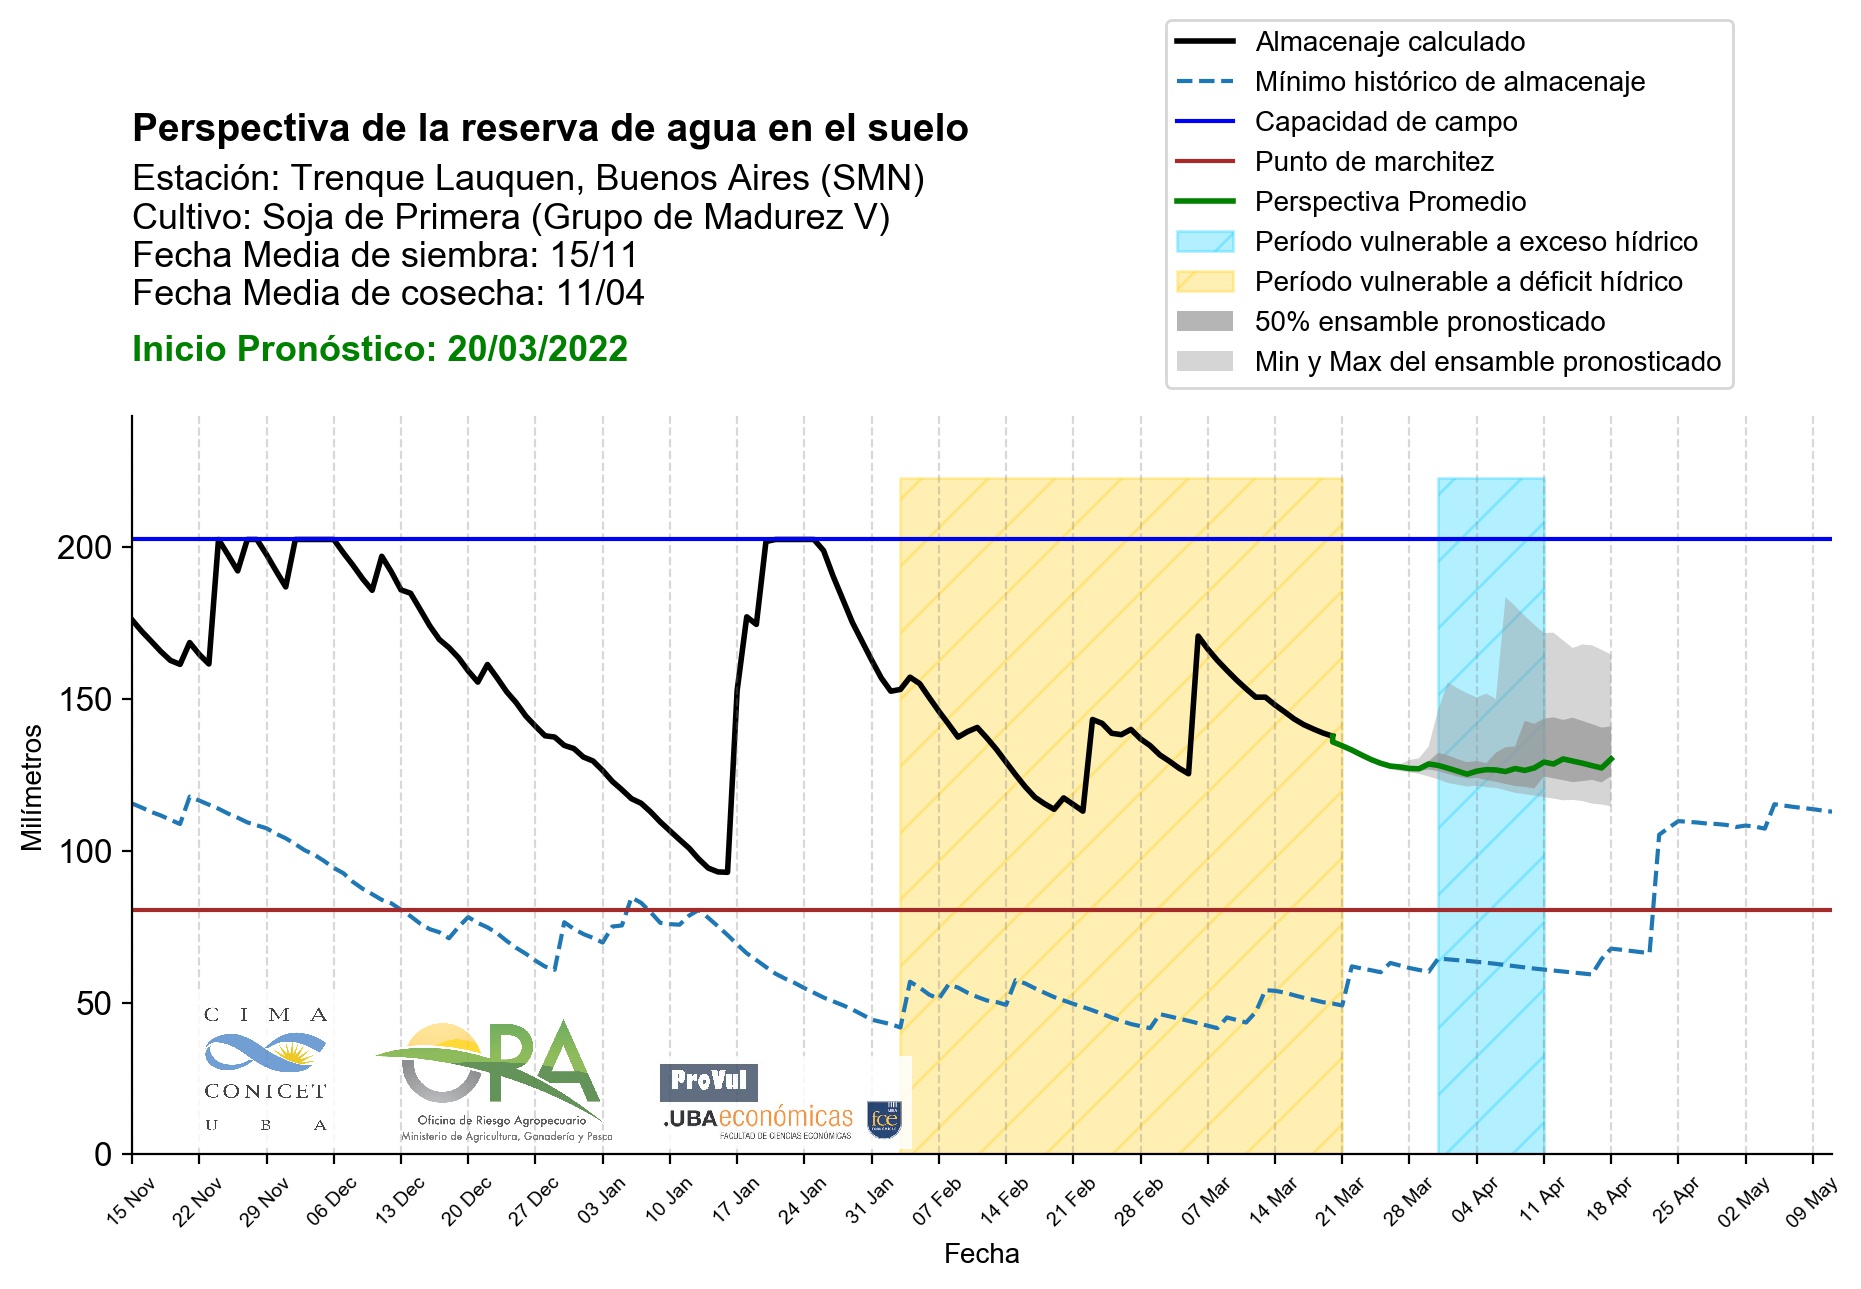 Almacenaje calculado
Mínimo histórico de almacenaje
Capacidad de campo
Punto de marchitez
Perspectiva Promedio
Período vulnerable a exceso hídrico
Período vulnerable a déficit hídrico
50% ensamble pronosticado
Min y Max del ensamble pronosticado
Perspectiva de la reserva de agua en el suelo
Estación: Trenque Lauquen, Buenos Aires (SMN)
Cultivo: Soja de Primera (Grupo de Madurez V)
Fecha Media de siembra: 15/11
Fecha Media de cosecha: 11/04
Inicio Pronóstico: 20/03/2022
Milímetros
200
150
100
50
0
C I M A
CONICET
U B A
ORA
Oficina de Riesgo Agropecuario
Ministerio de Agricultura, Ganadería y Pesca
ProVul
.UBAeconómicas
FACULTAD DE CIENCIAS ECONÓMICAS
UBA
fce
ECONÓMICAS
15 Nov
22 Nov
29 Nov
06 Dec
13 Dec
20 Dec
27 Dec
03 Jan
10 Jan
17 Jan
24 Jan
31 Jan
07 Feb
14 Feb
21 Feb
28 Feb
07 Mar
14 Mar
21 Mar
28 Mar
04 Apr
11 Apr
18 Apr
25 Apr
02 May
09 May
Fecha